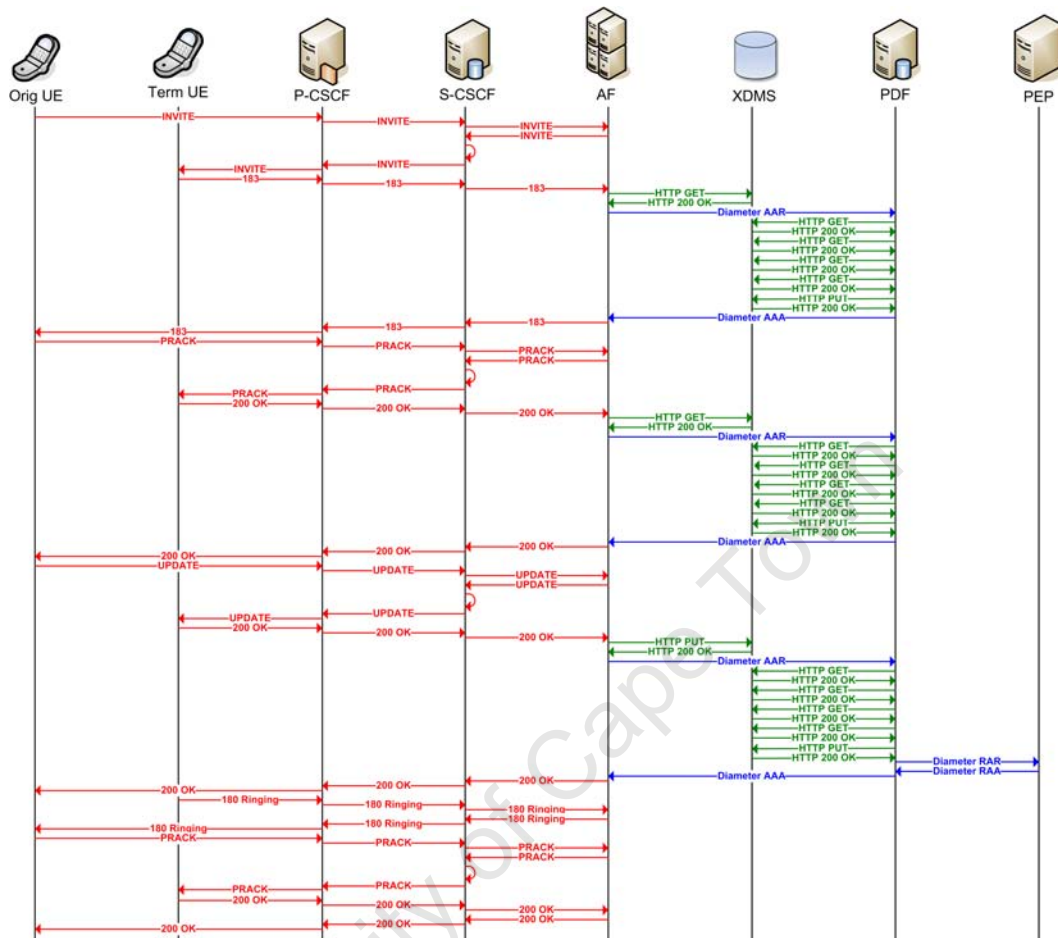 Orig UE Term UE P-CSCF S-CSCF AF XDMS PDF PEP
INVITE
INVITE
INVITE
INVITE
INVITE
INVITE
183
183
183
HTTP GET
HTTP 200 OK
Diameter AAR
HTTP GET
HTTP 200 OK
HTTP GET
HTTP 200 OK
HTTP GET
HTTP 200 OK
HTTP GET
HTTP 200 OK
HTTP PUT
HTTP 200 OK
Diameter AAA
183
183
183
PRACK
PRACK
PRACK
PRACK
PRACK
PRACK
200 OK
200 OK
200 OK
HTTP GET
HTTP 200 OK
Diameter AAR
HTTP GET
HTTP 200 OK
HTTP GET
HTTP 200 OK
HTTP GET
HTTP 200 OK
HTTP GET
HTTP 200 OK
HTTP PUT
HTTP 200 OK
Diameter AAA
200 OK
200 OK
200 OK
UPDATE
UPDATE
UPDATE
UPDATE
UPDATE
UPDATE
200 OK
200 OK
200 OK
HTTP PUT
HTTP 200 OK
Diameter AAR
HTTP GET
HTTP 200 OK
HTTP GET
HTTP 200 OK
HTTP GET
HTTP 200 OK
HTTP GET
HTTP 200 OK
HTTP PUT
HTTP 200 OK
Diameter RAR
Diameter RAA
Diameter AAA
200 OK
200 OK
200 OK
180 Ringing
180 Ringing
180 Ringing
180 Ringing
180 Ringing
180 Ringing
PRACK
PRACK
PRACK
PRACK
PRACK
PRACK
200 OK
200 OK
200 OK
200 OK
200 OK
200 OK
ity of Cape Town